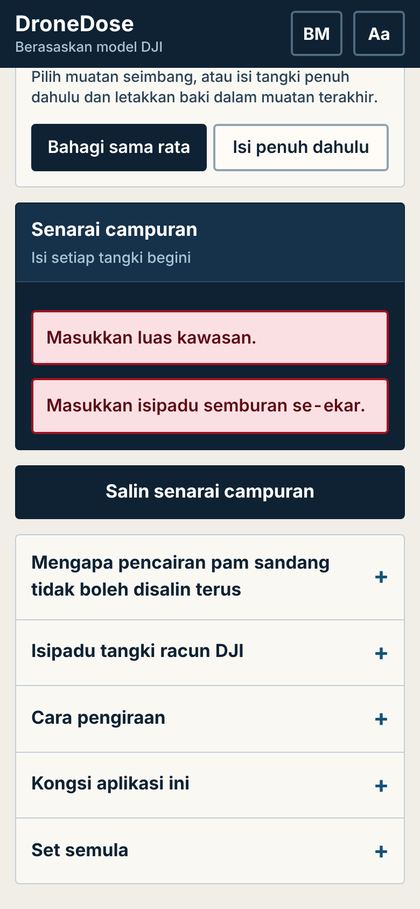 DroneDose
Berasaskan model DJI
BM
Aa
Pilih muatan seimbang, atau isi tangki penuh
dahulu dan letakkan baki dalam muatan terakhir.
Bahagi sama rata
Isi penuh dahulu
Senarai campuran
Isi setiap tangki begini
Masukkan luas kawasan.
Masukkan isipadu semburan se-ekar.
Salin senarai campuran
Mengapa pencairan pam sandang
tidak boleh disalin terus
+
Isipadu tangki racun DJI
+
Cara pengiraan
+
Kongsi aplikasi ini
+
Set semula
+